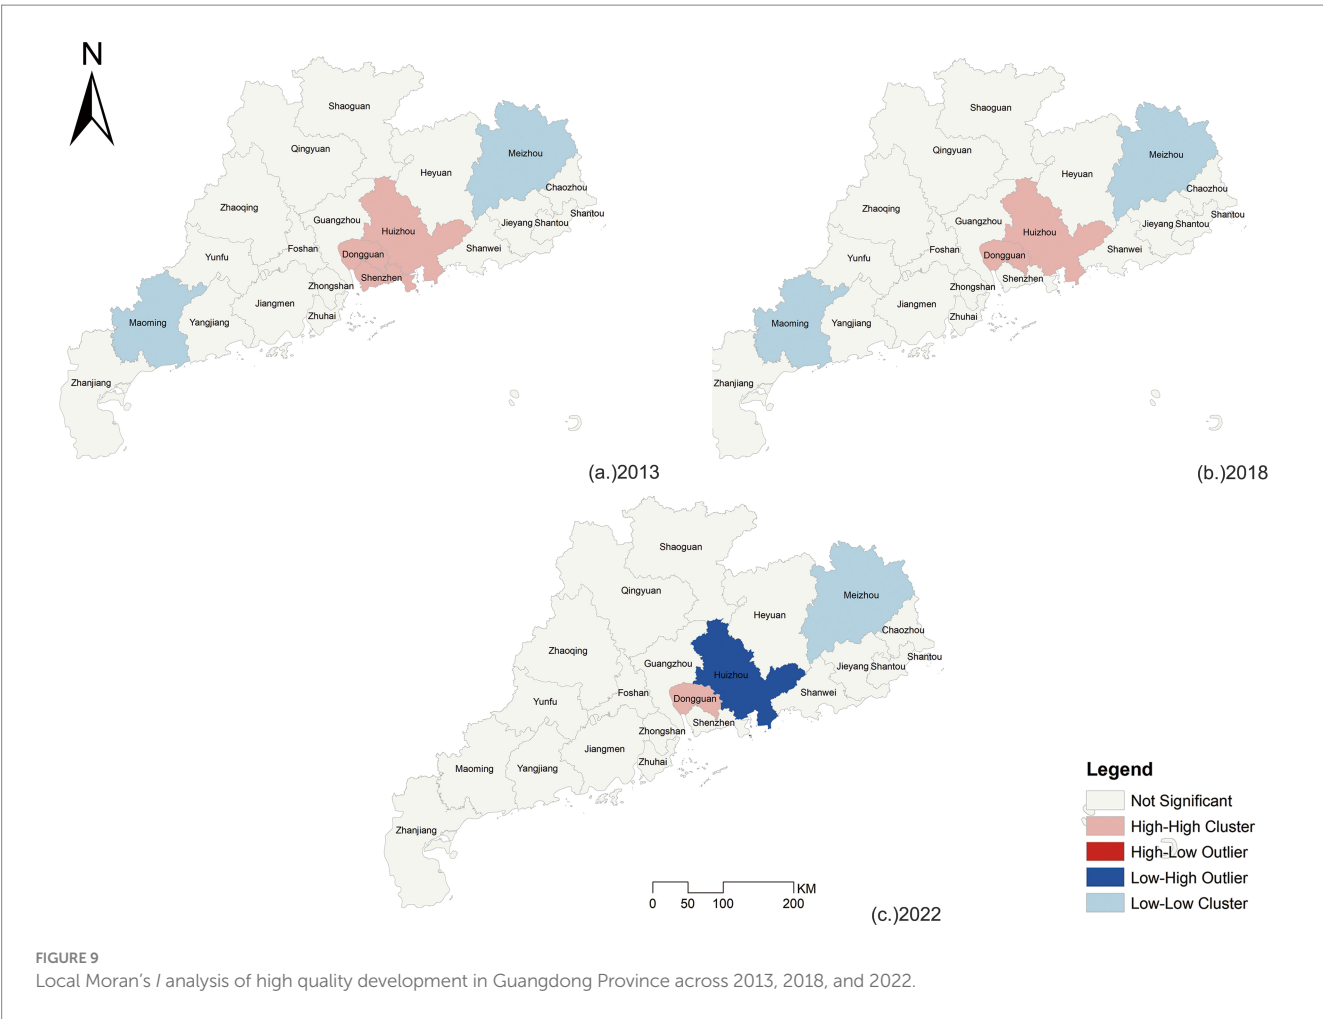 N
Shaoguan
Qingyuan
Meizhou
Heyuan
Chaozhou
Zhaoqing
Guangzhou
Shantou
Jieyang Shantou
Huizhou
Foshan
Dongguan
Shanwei
Yunfu
Shenzhen
Zhongshan
Jiangmen
Zhuhai
Maoming
Yangjiang
Zhanjiang
(a.)2013
Shaoguan
Qingyuan
Meizhou
Heyuan
Chaozhou
Zhaoqing
Guangzhou
Shantou
Jieyang Shantou
Huizhou
Foshan
Dongguan
Shanwei
Yunfu
Shenzhen
Zhongshan
Jiangmen
Zhuhai
Maoming
Yangjiang
Zhanjiang
(b.)2018
Shaoguan
Qingyuan
Meizhou
Heyuan
Chaozhou
Zhaoqing
Guangzhou
Shantou
Jieyang Shantou
Huizhou
Foshan
Dongguan
Shanwei
Yunfu
Shenzhen
Zhongshan
Jiangmen
Zhuhai
Maoming
Yangjiang
Zhanjiang
KM
0 50 100 200
(c.)2022
Legend
Not Significant
High-High Cluster
High-Low Outlier
Low-High Outlier
Low-Low Cluster
FIGURE 9
Local Moran's I analysis of high quality development in Guangdong Province across 2013, 2018, and 2022.